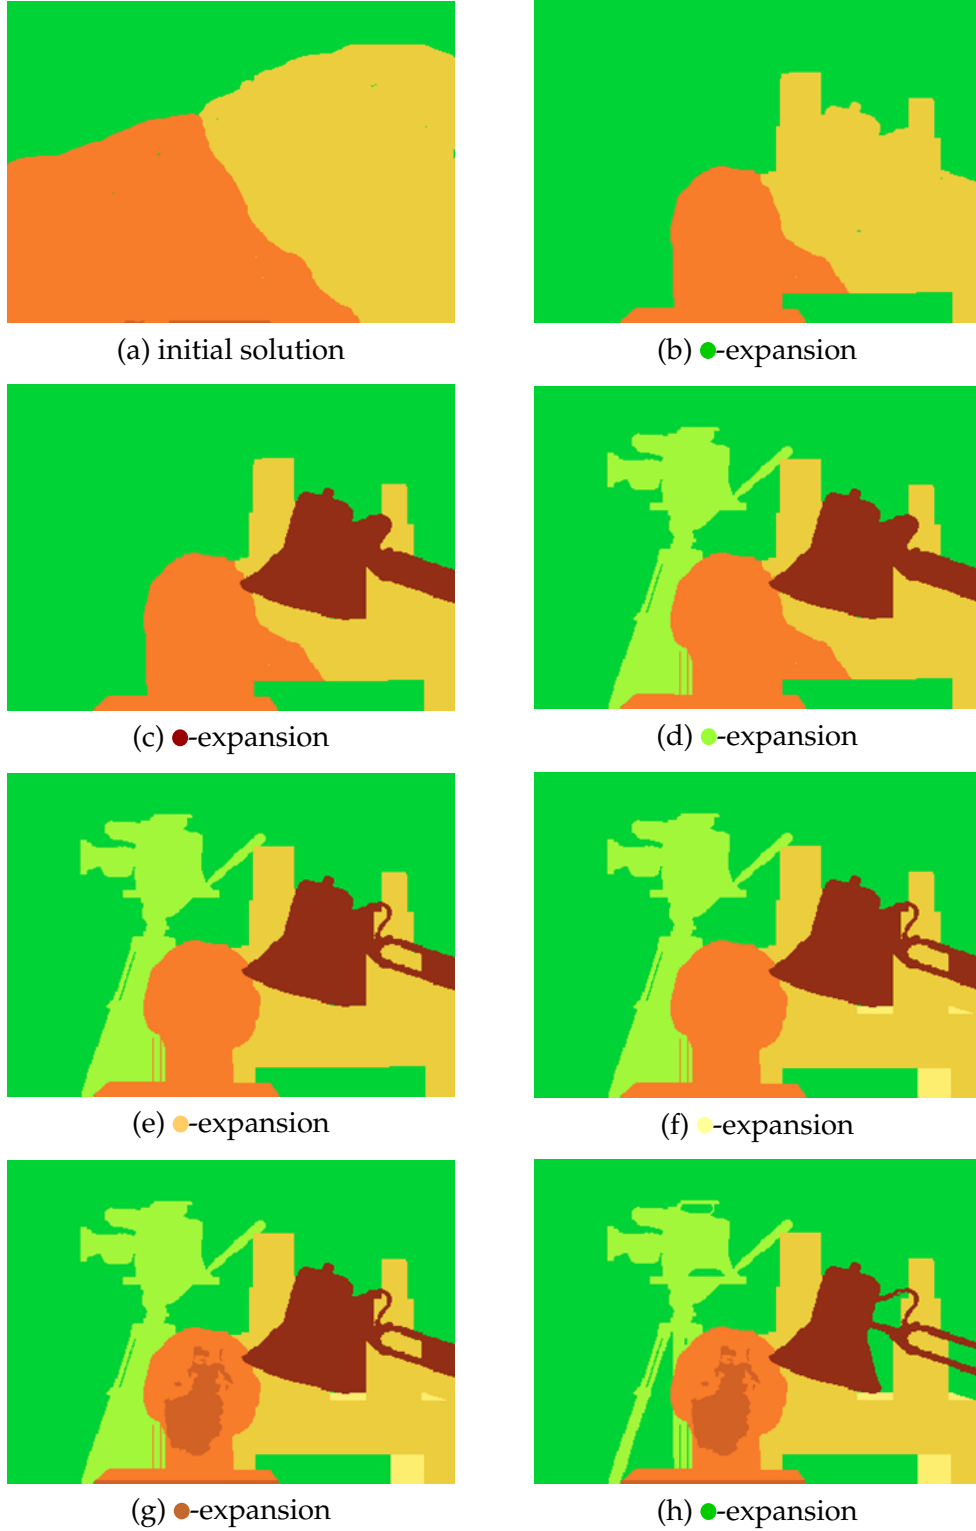 (a) initial solution
(b) ●-expansion
(c) ●-expansion
(d) ●-expansion
(e) ●-expansion
(f) ●-expansion
(g) ●-expansion
(h) ●-expansion